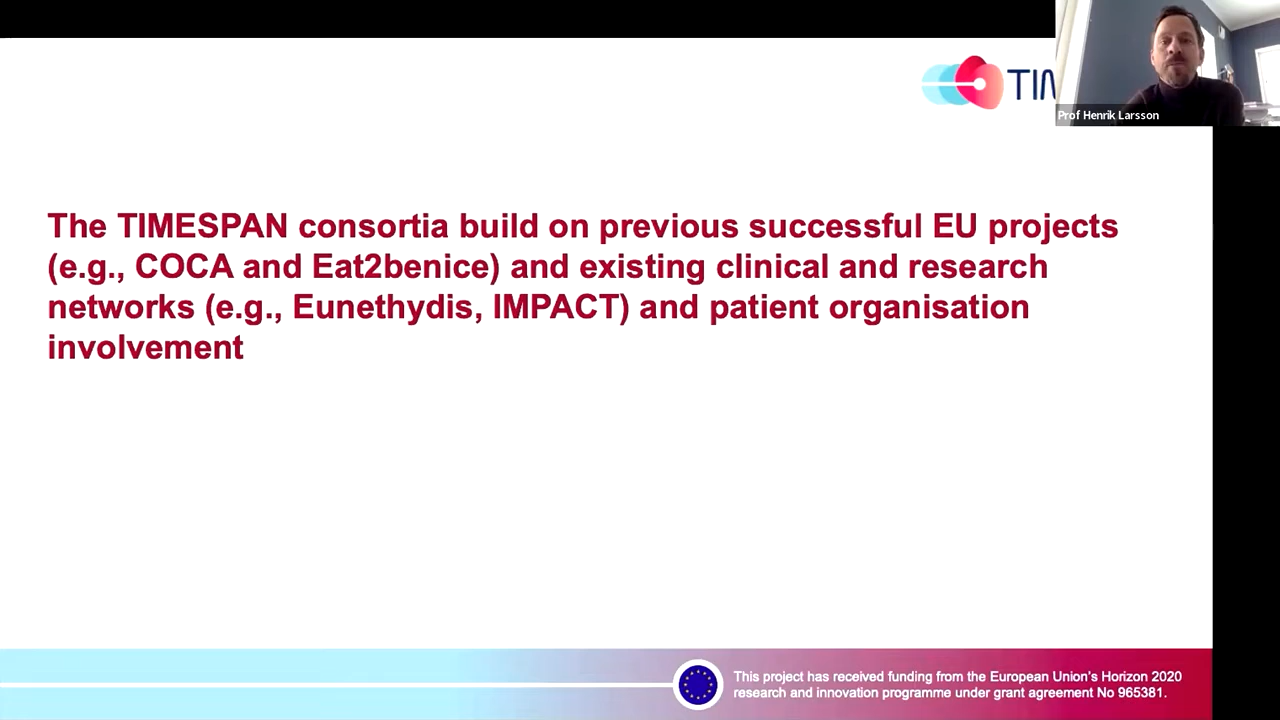 TIM
Prof Henrik Larsson
The TIMESPAN consortia build on previous successful EU projects
(e.g., COCA and Eat2benice) and existing clinical and research
networks (e.g., Eunethydis, IMPACT) and patient organisation
involvement
This project has received funding from the European Union's Horizon 2020
research and innovation programme under grant agreement No 965381.